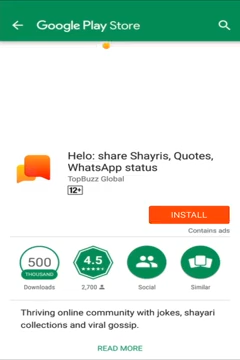 Google Play Store
Helo: share Shayris, Quotes,
WhatsApp status
TopBuzz Global
12+
INSTALL
Contains ads
500
THOUSAND
Downloads
4.5
2,700
Social
Similar
Thriving online community with jokes, shayari
collections and viral gossip.
READ MORE